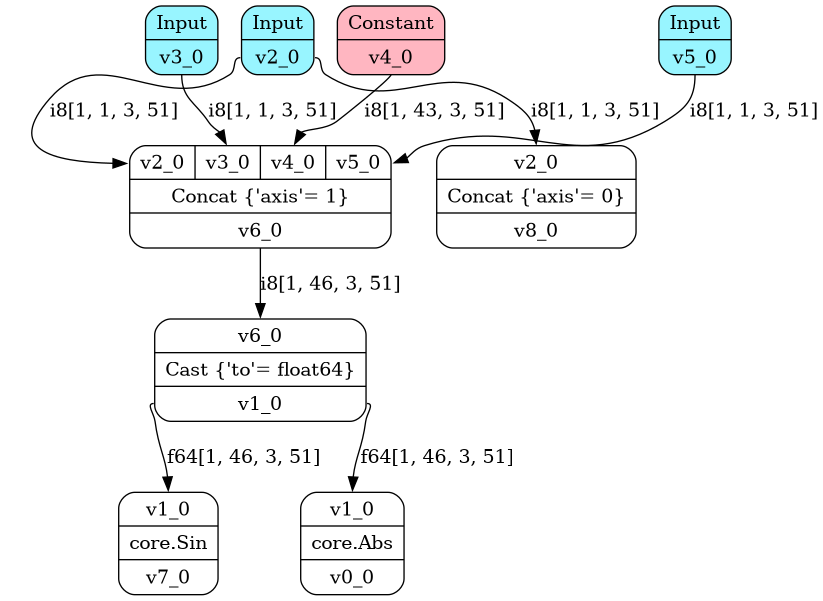 Input
v3_0
Input
v2_0
Constant
v4_0
Input
v5_0
i8[1, 1, 3, 51]
i8[1, 1, 3, 51]
i8[1, 43, 3, 51]
i8[1, 1, 3, 51]
i8[1, 1, 3, 51]
v2_0 v3_0 v4_0 v5_0
Concat {'axis'= 1}
v6_0
v2_0
Concat {'axis'= 0}
v8_0
i8[1, 46, 3, 51]
v6_0
Cast {'to'= float64}
v1_0
f64[1, 46, 3, 51]
f64[1, 46, 3, 51]
v1_0
core.Sin
v7_0
v1_0
core.Abs
v0_0